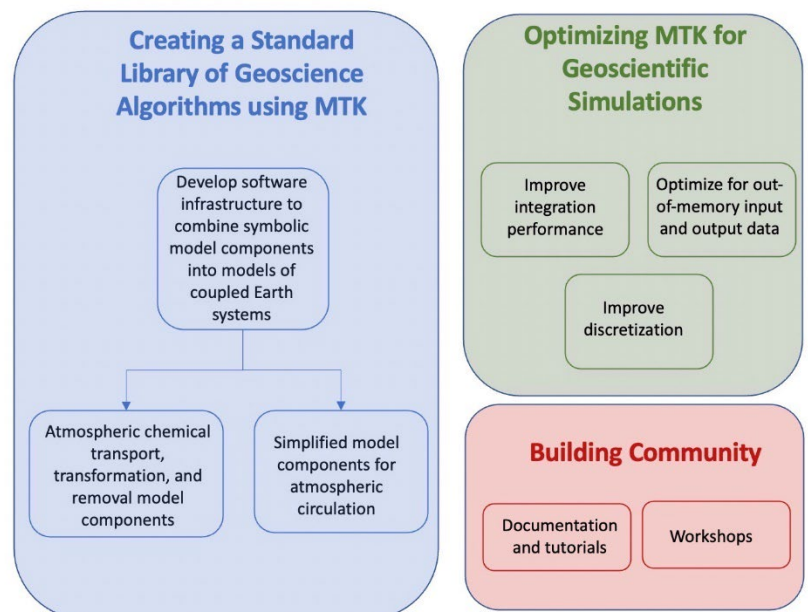 Creating a Standard
Library of Geoscience
Algorithms using MTK
Develop software
infrastructure to
combine symbolic
model components
into models of
coupled Earth
systems
Atmospheric chemical
transport,
transformation, and
removal model
components
Simplified model
components for
atmospheric
circulation
Optimizing MTK for
Geoscientific
Simulations
Improve
integration
performance
Optimize for out-
of-memory input
and output data
Improve
discretization
Building Community
Documentation
and tutorials
Workshops